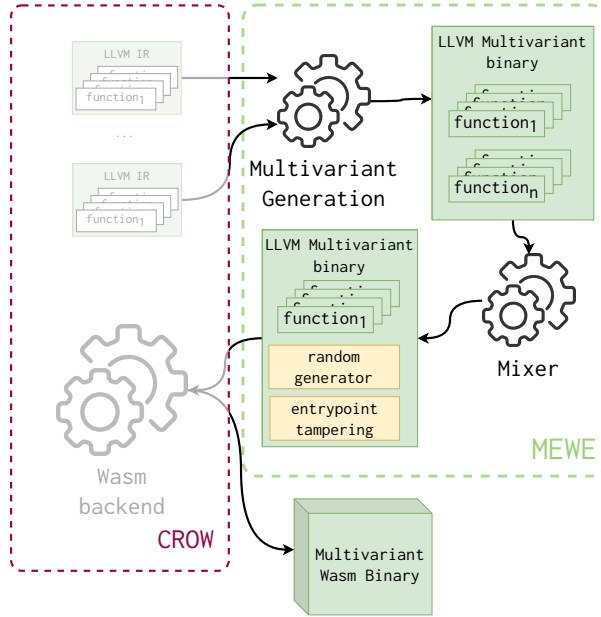 LLVM IR
function1
...
LLVM IR
function1
Multivariant
Generation
LLVM Multivariant
binary
function1
functionn
Mixer
LLVM Multivariant
binary
function1
random
generator
entrypoint
tampering
MEWE
Wasm
backend
CROW
Multivariant
Wasm Binary